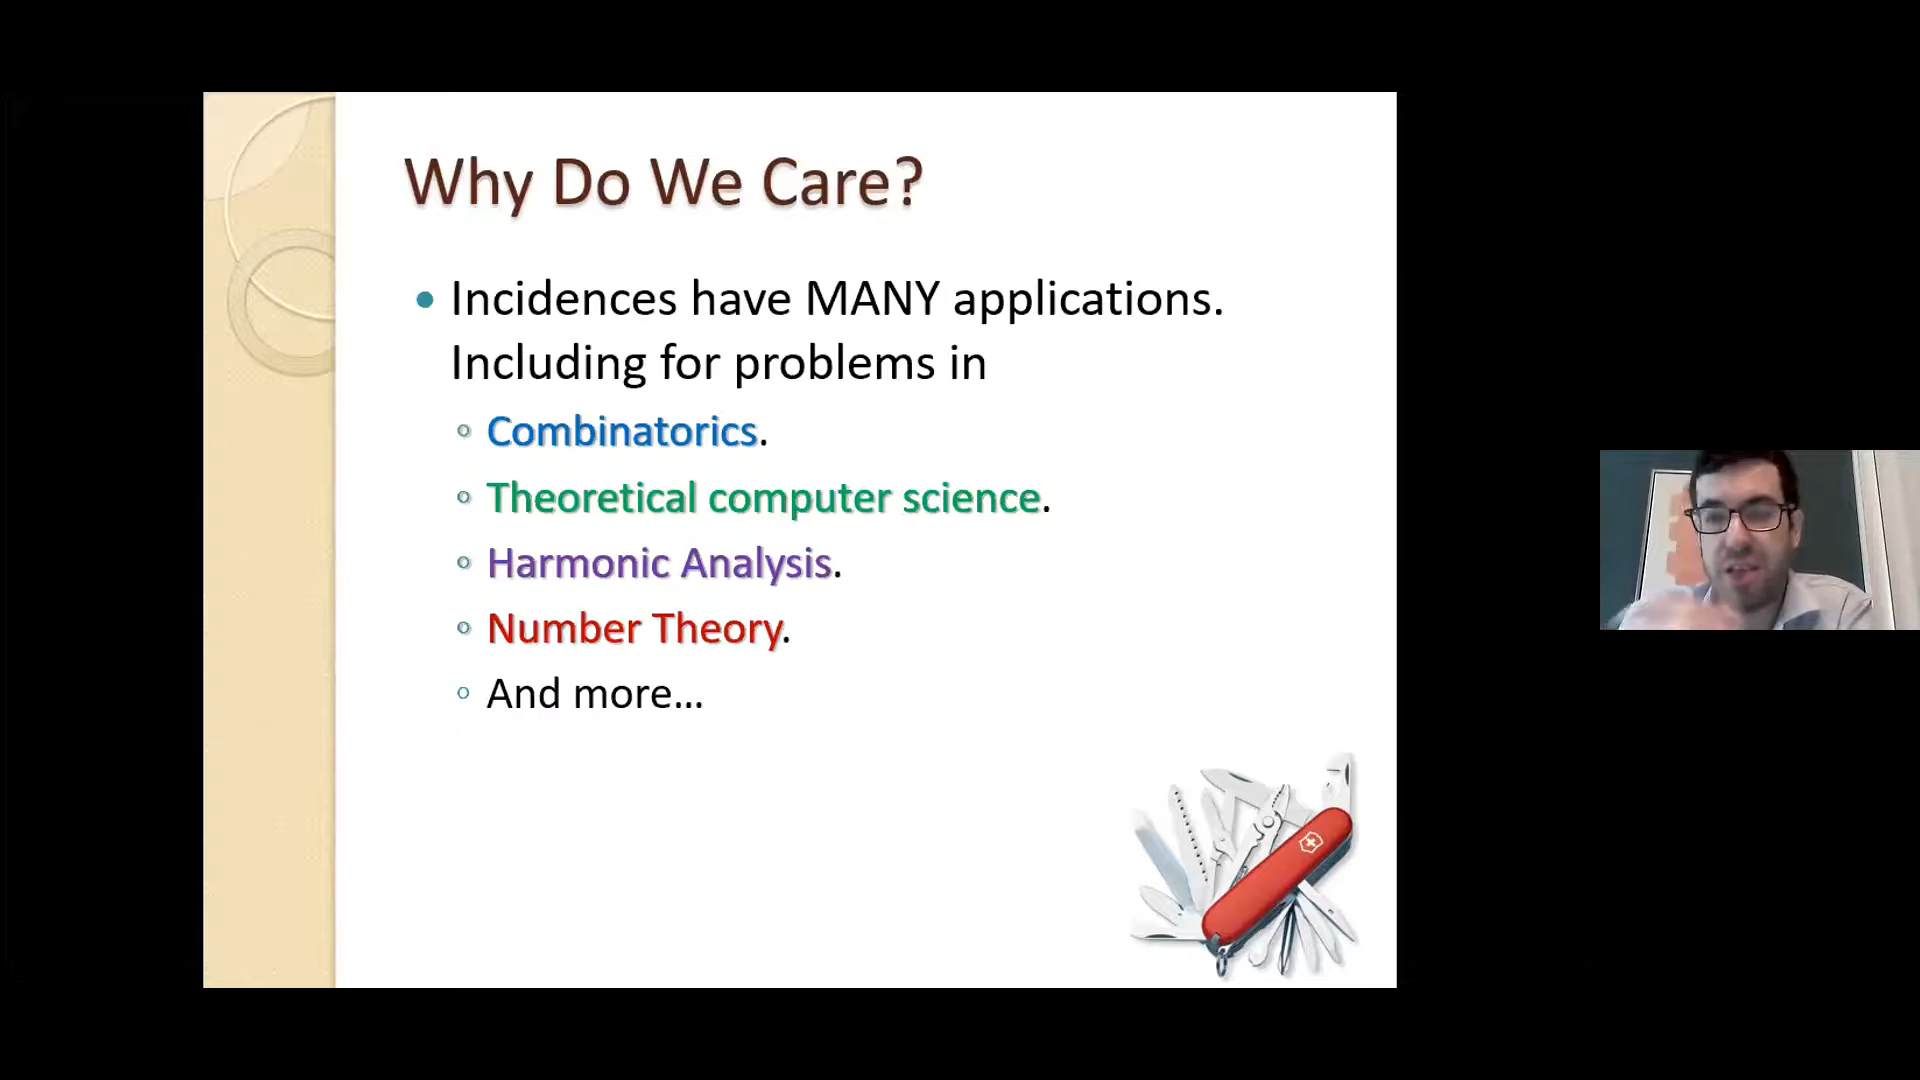 Why Do We Care?
Incidences have MANY applications.
Including for problems in
Combinatorics.
Theoretical computer science.
Harmonic Analysis.
Number Theory.
And more...